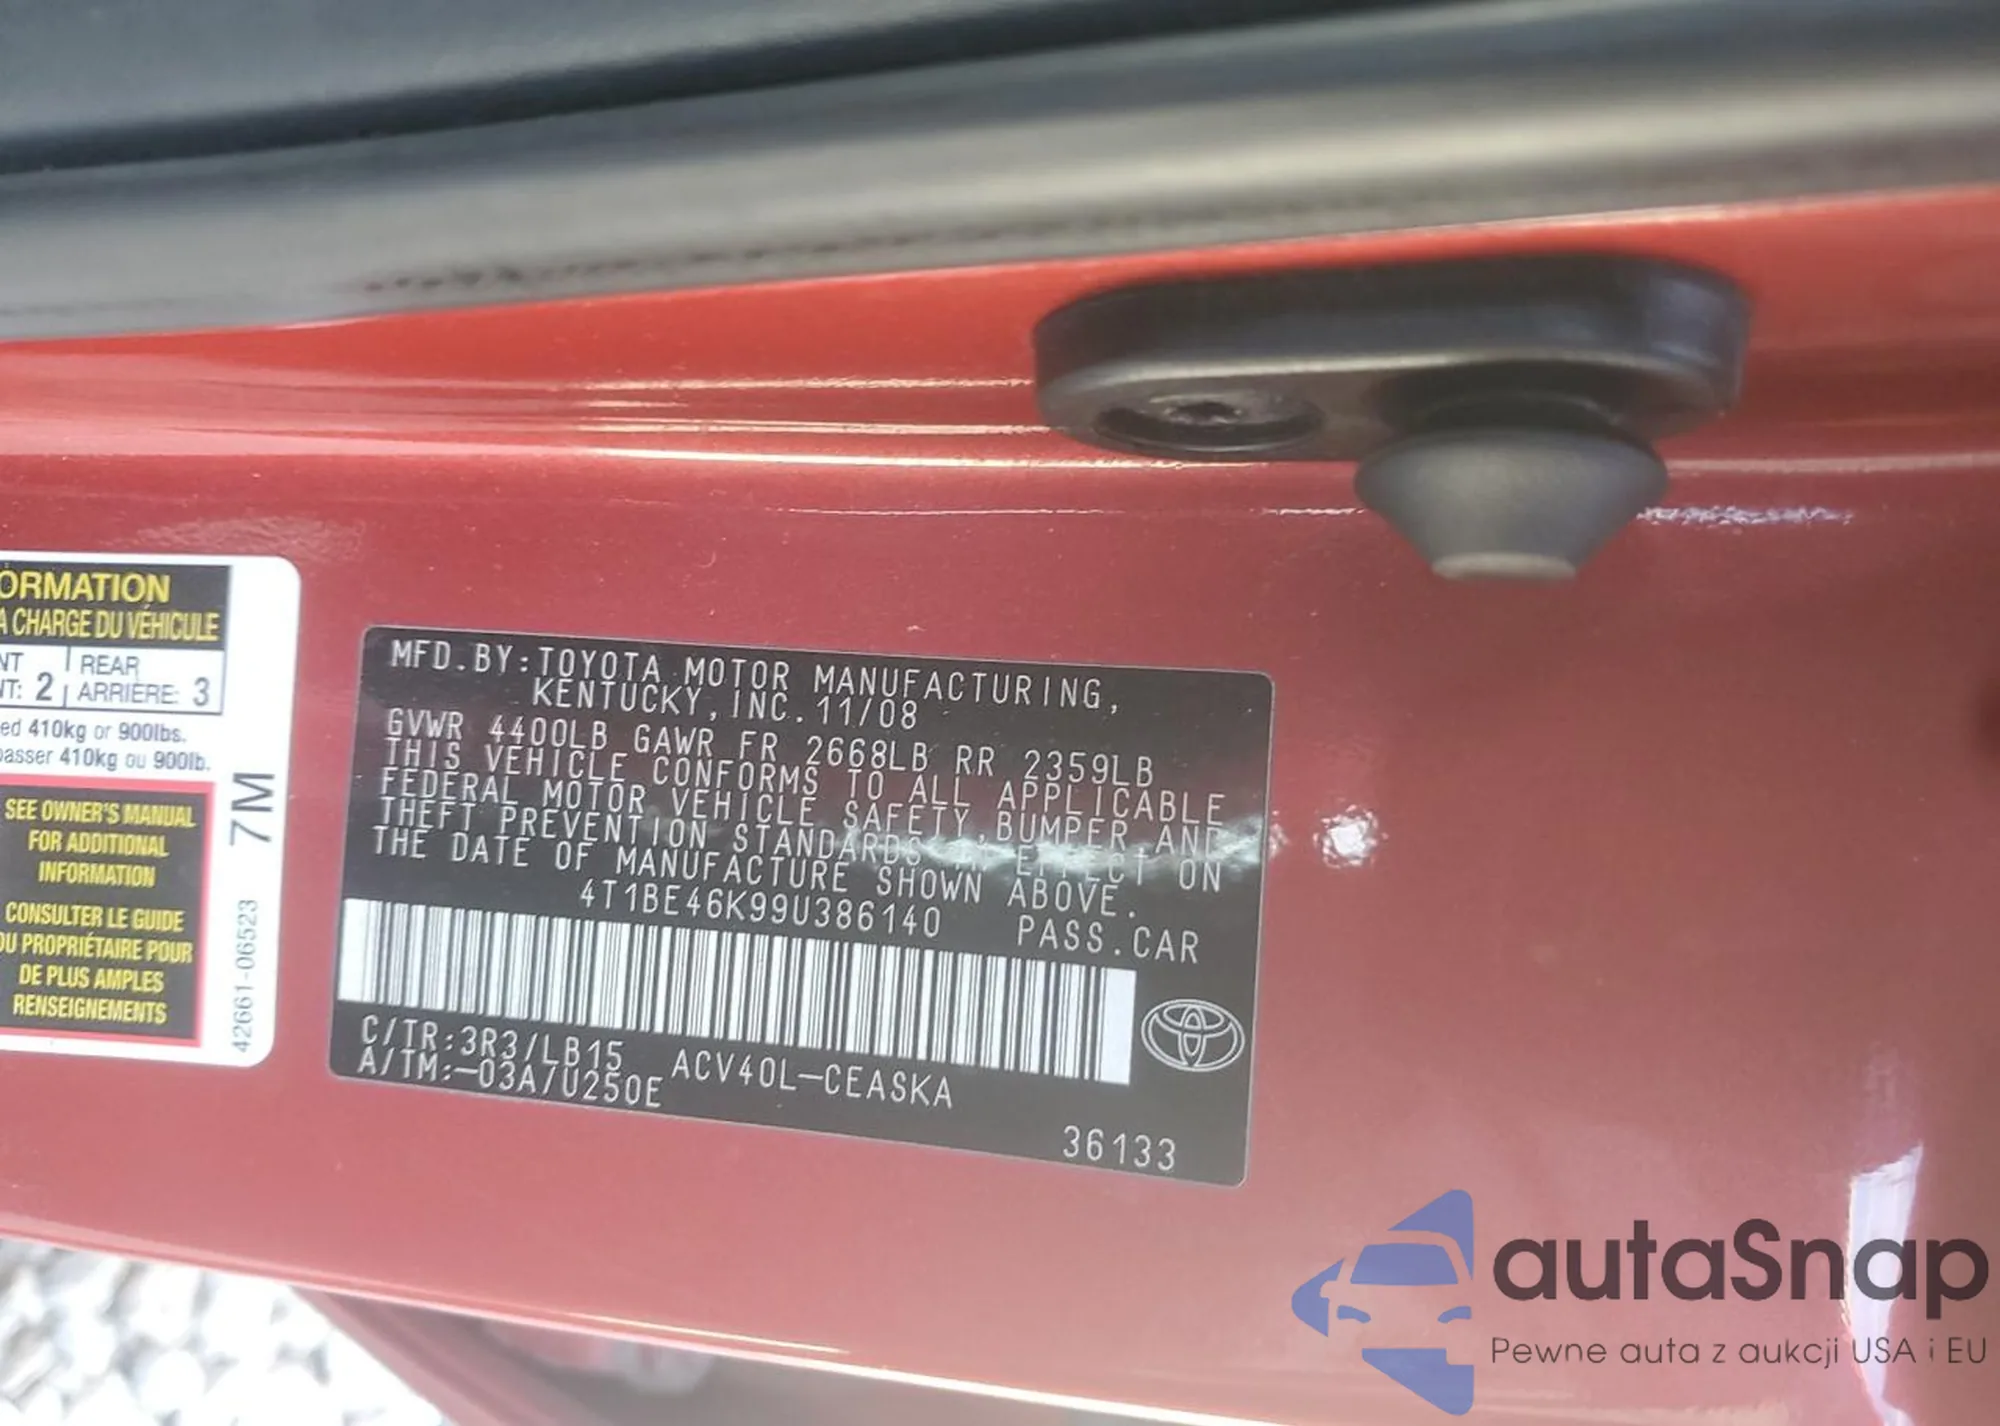 ORMATION
A CHARGE DU VÉHICULE
NT 2 REAR
NT: ARRIÈRE: 3
ed 410kg or 900lbs.
passer 410kg ou 900lb.
SEE OWNER'S MANUAL
FOR ADDITIONAL
INFORMATION
CONSULTER LE GUIDE
DU PROPRIÉTAIRE POUR
DE PLUS AMPLES
RENSEIGNEMENTS
7M
42661-06523
MFD.BY:TOYOTA MOTOR MANUFACTURING,
KENTUCKY,INC.11/08
GVWR 4400LB GAWR FR 2668LB RR 2359LB
THIS VEHICLE CONFORMS TO ALL APPLICABLE
FEDERAL MOTOR VEHICLE SAFETY,BUMPER AND
THEFT PREVENTION STANDARDS IN EFFECT ON
THE DATE OF MANUFACTURE SHOWN ABOVE.
4T1BE46K99U386140 PASS.CAR
C/TR:3R3/LB15 ACV40L-CEASKA
A/TM:-03A/U250E
36133
autaSnap
Pewne auta z aukcji USA i EU